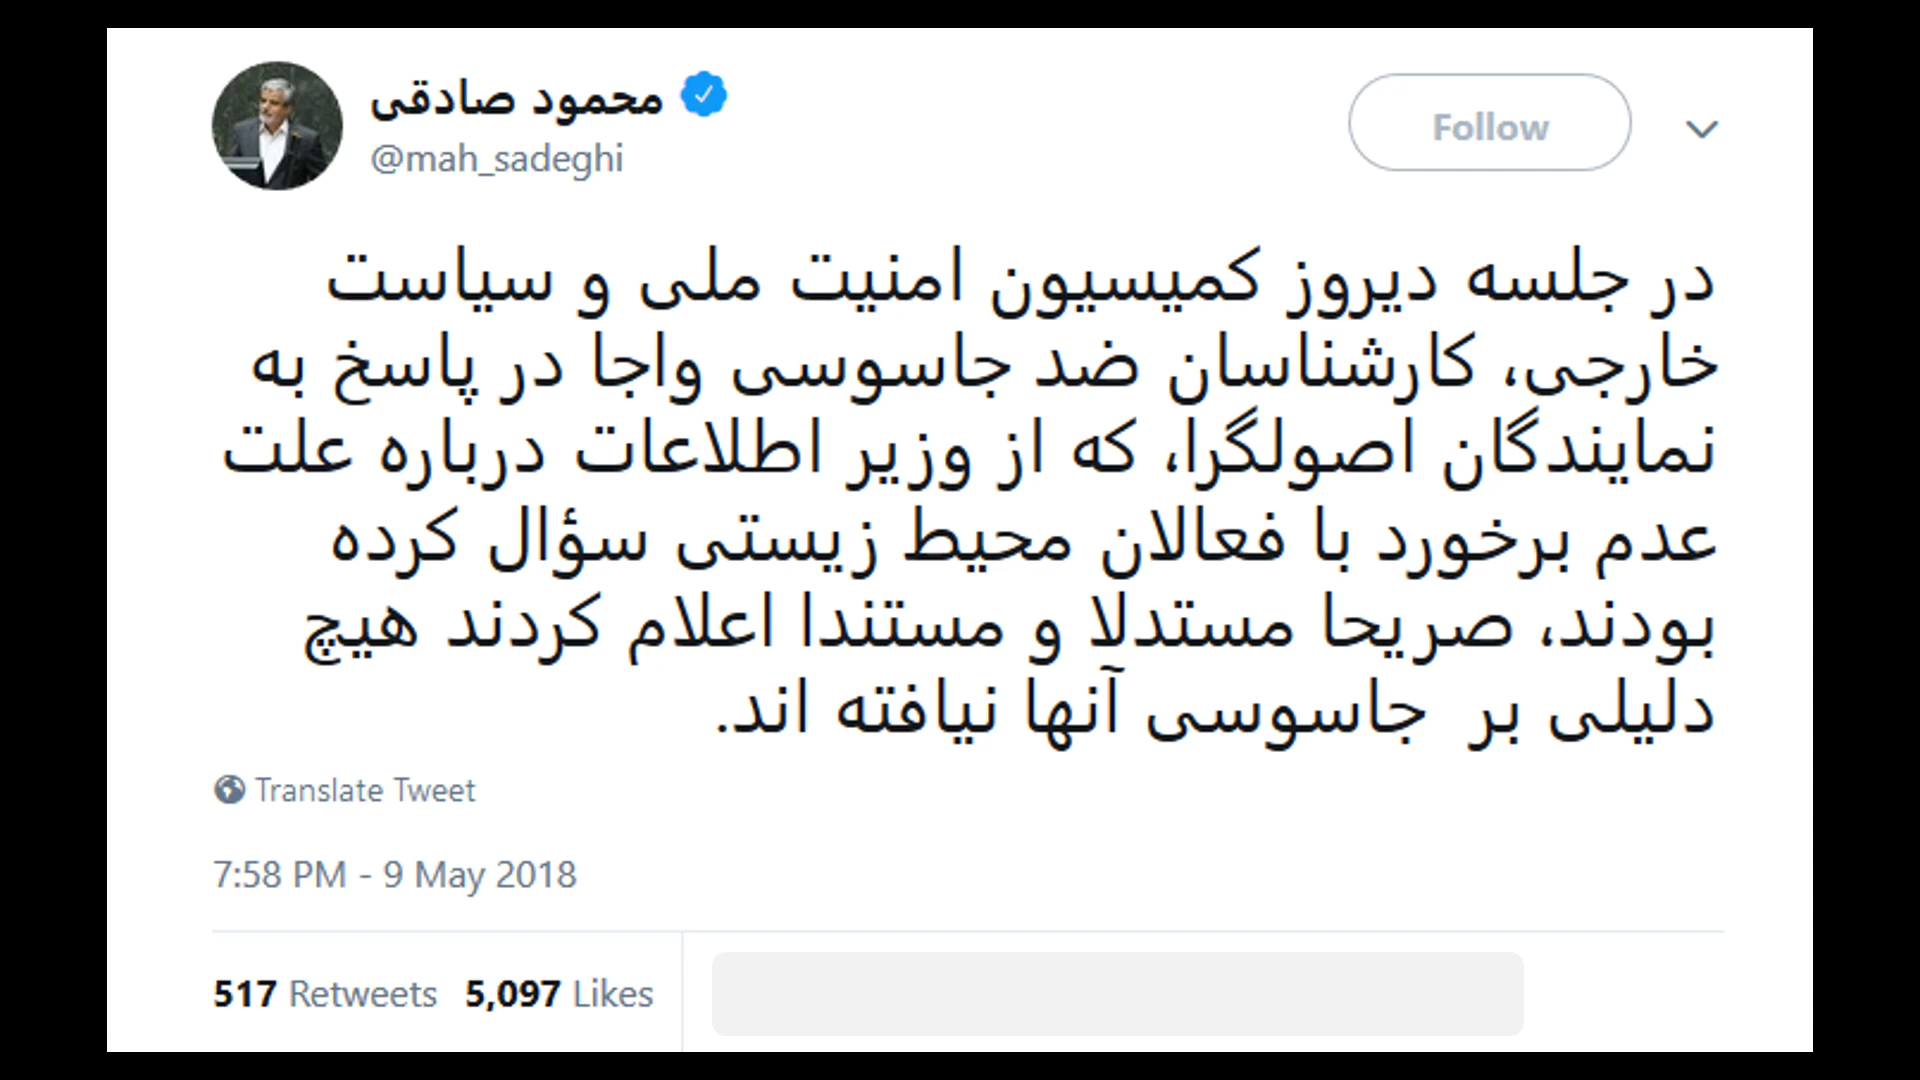 محمود صادقی
@mah_sadeghi
Follow
در جلسه دیروز کمیسیون امنیت ملی و سیاست
خارجی، کارشناسان ضد جاسوسی واجا در پاسخ به
نمایندگان اصولگرا، که از وزیر اطلاعات درباره علت
عدم برخورد با فعالان محیط زیستی سؤال کرده
بودند، صریحا مستدلا و مستندا اعلام کردند هیچ
دلیلی بر  جاسوسی آنها نیافته اند.
Translate Tweet
7:58 PM - 9 May 2018
517 Retweets 5,097 Likes